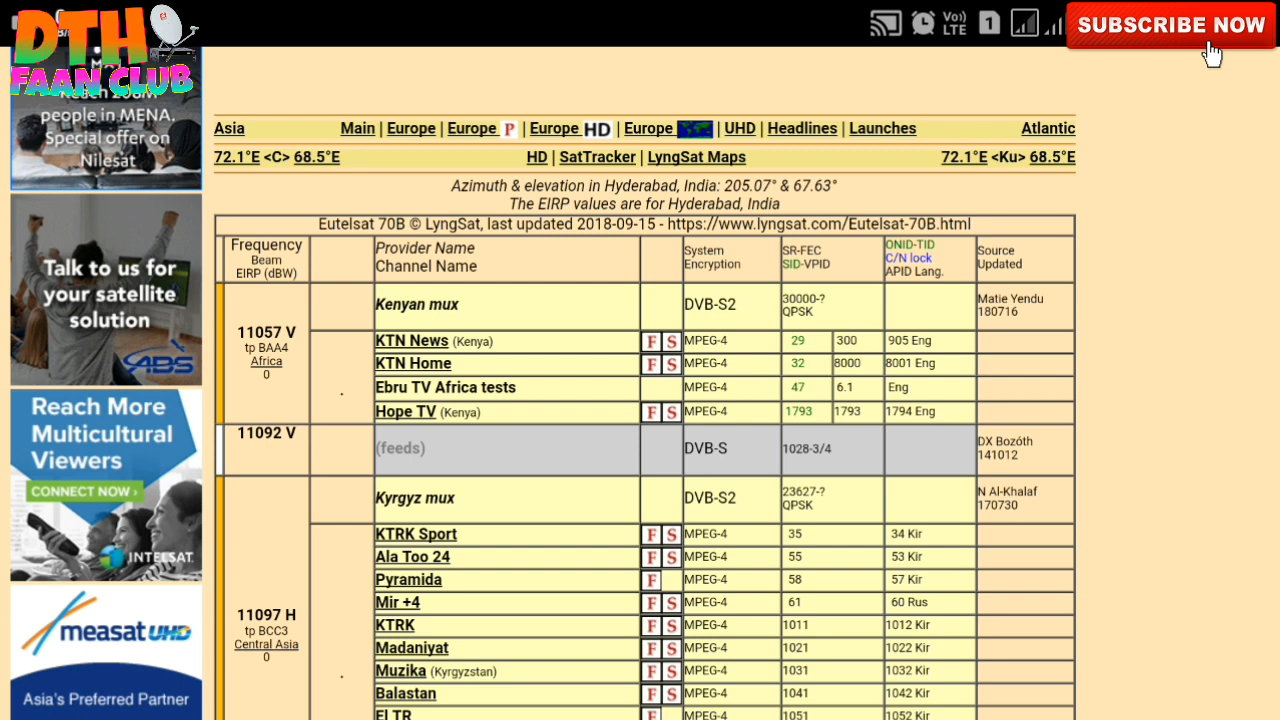 DTH
FAAN CLUB
Vo)
LTE
1
SUBSCRIBE NOW
people in MENA.
Special offer on
Nilesat
Talk to us for
your satellite
solution
ABS
Reach More
Multicultural
Viewers
CONNECT NOW ›
INTELSAT
measat UHD
Asia's Preferred Partner
Asia Main | Europe | Europe P | Europe HD | Europe | UHD | Headlines | Launches Atlantic
72.1°E <C> 68.5°E HD | SatTracker | LyngSat Maps 72.1°E <Ku> 68.5°E
Azimuth & elevation in Hyderabad, India: 205.07° & 67.63°
The EIRP values are for Hyderabad, India
Eutelsat 70B © LyngSat, last updated 2018-09-15 - https://www.lyngsat.com/Eutelsat-70B.html
Frequency
Beam
EIRP (dBW)
Provider Name
Channel Name
System
Encryption
SR-FEC
SID-VPID
ONID-TID
C/N lock
APID Lang.
Source
Updated
11057 V
tp BAA4
Africa
0
Kenyan mux DVB-S2 30000-?
QPSK
Matie Yendu
180716
KTN News (Kenya) F S MPEG-4 29 300 905 Eng
KTN Home F S MPEG-4 32 8000 8001 Eng
Ebru TV Africa tests MPEG-4 47 6.1 Eng
Hope TV (Kenya) F S MPEG-4 1793 1793 1794 Eng
11092 V (feeds) DVB-S 1028-3/4
DX Bozóth
141012
11097 H
tp BCC3
Central Asia
0
Kyrgyz mux DVB-S2 23627-?
QPSK
N Al-Khalaf
170730
KTRK Sport F S MPEG-4 35 34 Kir
Ala Too 24 F S MPEG-4 55 53 Kir
Pyramida F MPEG-4 58 57 Kir
Mir +4 F S MPEG-4 61 60 Rus
KTRK F S MPEG-4 1011 1012 Kir
Madaniyat F S MPEG-4 1021 1022 Kir
Muzika (Kyrgyzstan) F S MPEG-4 1031 1032 Kir
Balastan F S MPEG-4 1041 1042 Kir
El TR F MPEG-4 1051 1052 Kir